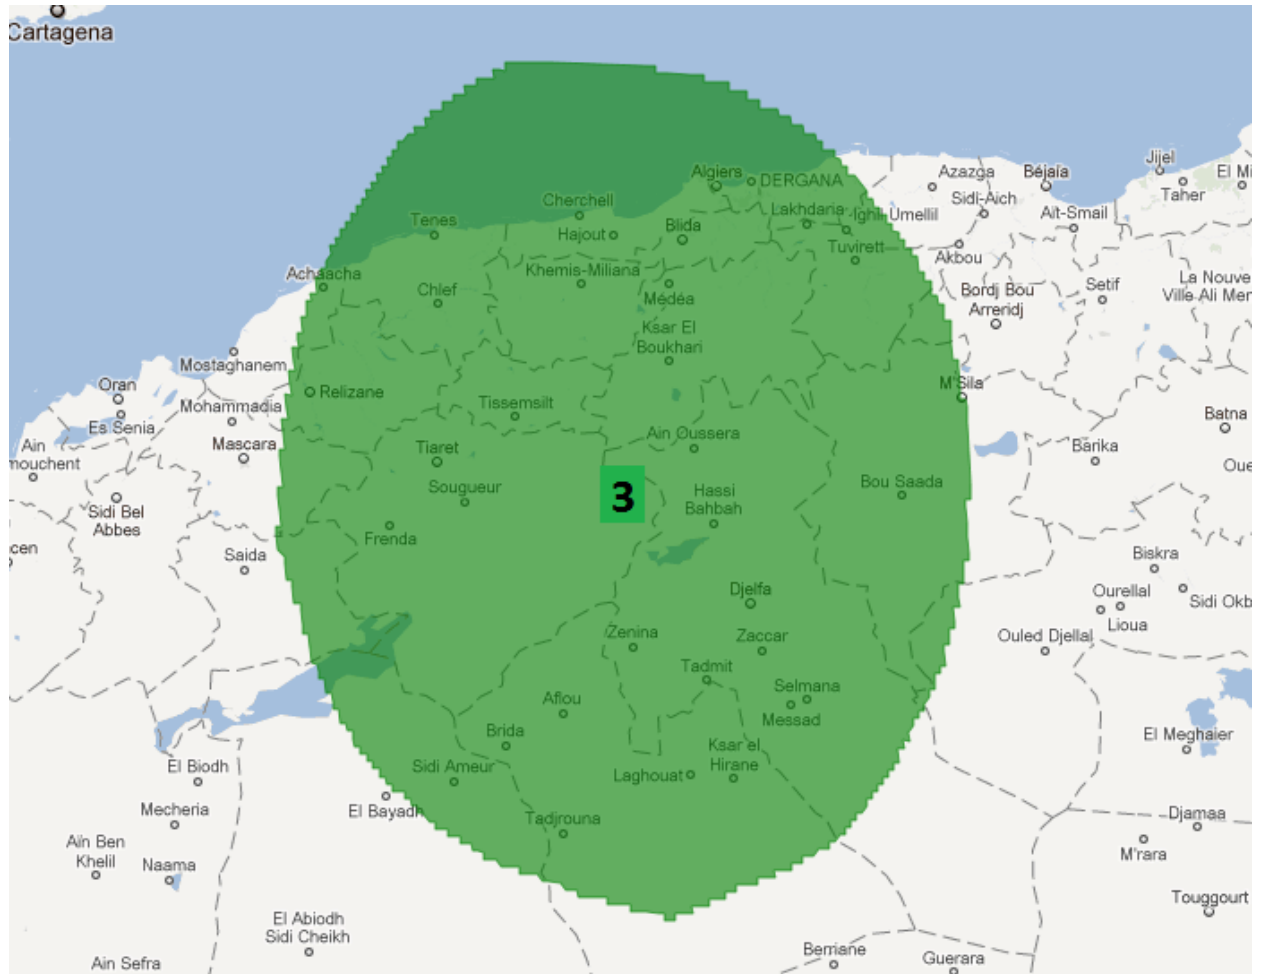 Cartagena
Jijel
El Mi
Algiers
DERGANA
Azazga
Béjaïa
Taher
Cherchell
Sidi-Aich
Tenes
Hajout
Blida
Lakhdaria
Ighil Umellil
Aït-Smail
Tuvirett
Akbou
Achaacha
Khemis-Miliana
Chlef
Médéa
Bordj Bou
Arreridj
Setif
La Nouve
Ville Ali Mer
Ksar El
Boukhari
Mostaghanem
Oran
Relizane
M'Sila
Mohammadia
Es Senia
Tissemsilt
Batna
Ain
mouchent
Mascara
Tiaret
Ain Oussera
Barika
Oue
Sougueur
3
Hassi
Bahbah
Bou Saada
Sidi Bel
Abbes
Frenda
cen
Saida
Biskra
Djelfa
Ourellal
Sidi Okb
Lioua
Zenina
Zaccar
Ouled Djellal
Tadmit
Aflou
Selmana
Messad
Brida
El Meghaier
Ksar el
Hirane
El Biodh
Sidi Ameur
Laghouat
Mecheria
El Bayadh
Tadjrouna
Djamaa
Aïn Ben
Khelil
Naama
M'rara
Touggourt
El Abiodh
Sidi Cheikh
Ain Sefra
Berriane
Guerara